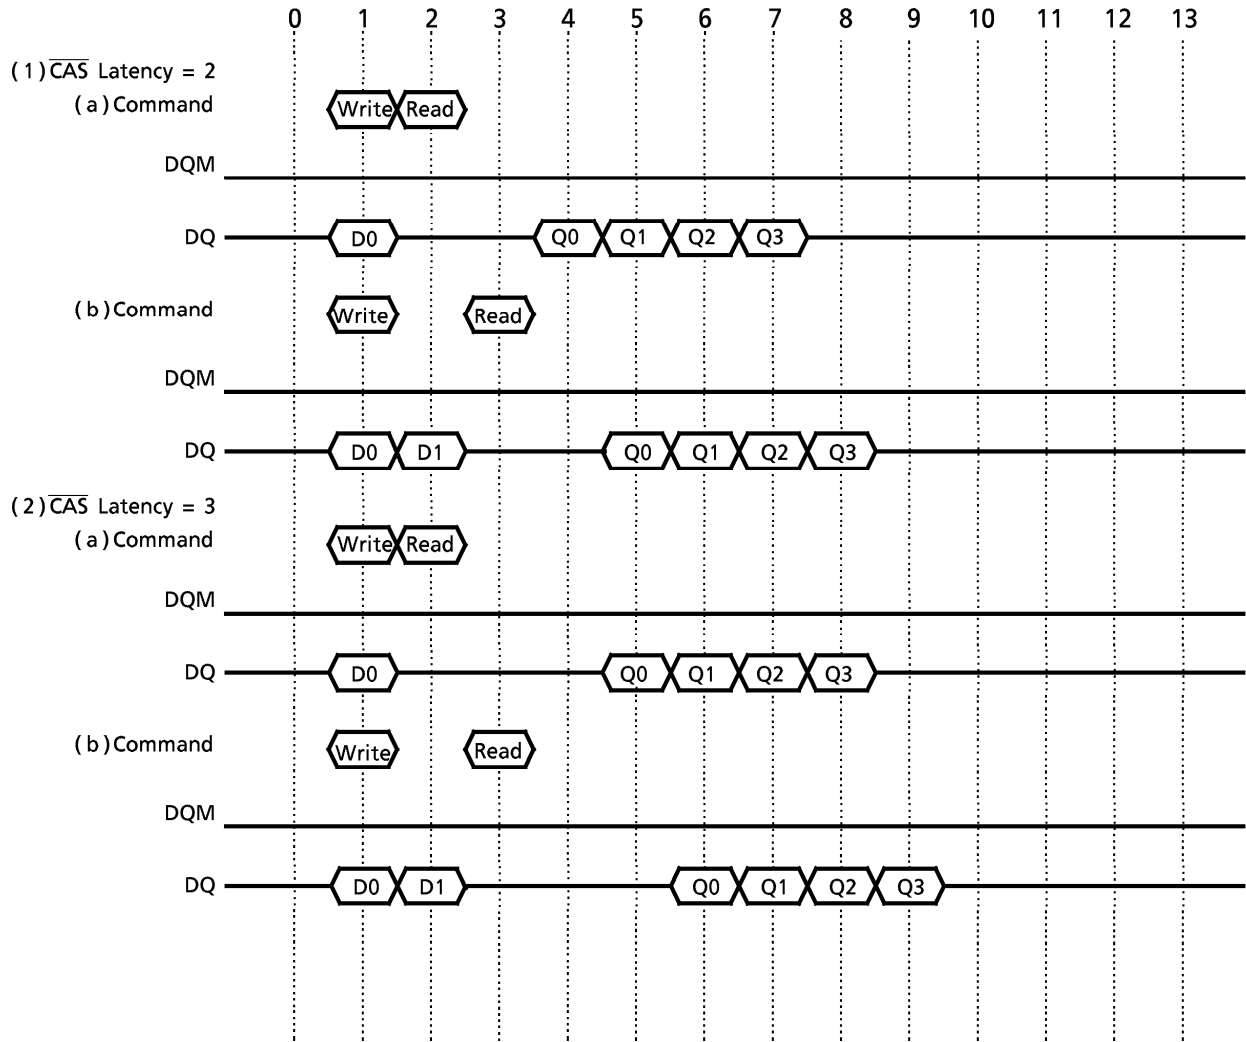 0 1 2 3 4 5 6 7 8 9 10 11 12 13
(1) CAS Latency = 2
(a) Command Write Read
DQM
DQ D0 Q0 Q1 Q2 Q3
(b) Command Write Read
DQM
DQ D0 D1 Q0 Q1 Q2 Q3
(2) CAS Latency = 3
(a) Command Write Read
DQM
DQ D0 Q0 Q1 Q2 Q3
(b) Command Write Read
DQM
DQ D0 D1 Q0 Q1 Q2 Q3